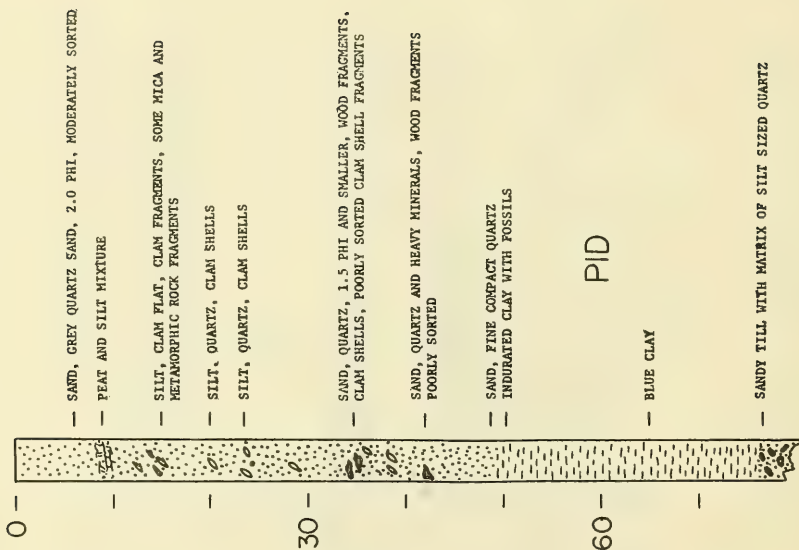 0
30
60
— SAND, GREY QUARTZ SAND, 2.0 PHI, MODERATELY SORTED
— PEAT AND SILT MIXTURE
— SILT, CLAM FLAT, CLAM FRAGMENTS, SOME MICA AND
METAMORPHIC ROCK FRAGMENTS
— SILT, QUARTZ, CLAM SHELLS
— SILT, QUARTZ, CLAM SHELLS
— SAND, QUARTZ, 1.5 PHI AND SMALLER, WOOD FRAGMENTS,
CLAM SHELLS, POORLY SORTED CLAM SHELL FRAGMENTS
— SAND, QUARTZ AND HEAVY MINERALS, WOOD FRAGMENTS
POORLY SORTED
— SAND, FINE COMPACT QUARTZ
— INDURATED CLAY WITH FOSSILS
PID
— BLUE CLAY
— SANDY TILL WITH MATRIX OF SILT SIZED QUARTZ